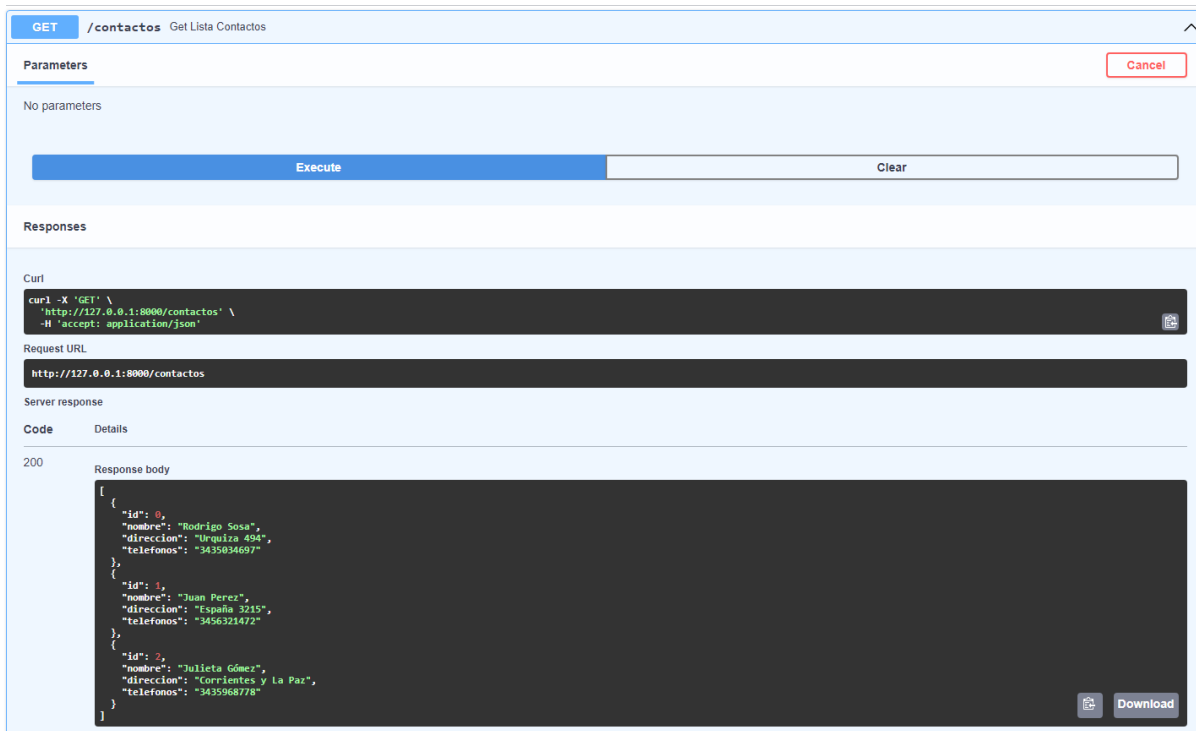 GET /contactos Get Lista Contactos
Parameters
Cancel
No parameters
Execute
Clear
Responses
Curl
curl -X 'GET' \
'http://127.0.0.1:8000/contactos' \
-H 'accept: application/json'
Request URL
http://127.0.0.1:8000/contactos
Server response
Code Details
200
Response body
[
{
"id": 0,
"nombre": "Rodrigo Sosa",
"direccion": "Urquiza 494",
"telefonos": "3435034697"
},
{
"id": 1,
"nombre": "Juan Perez",
"direccion": "España 3215",
"telefonos": "3456321472"
},
{
"id": 2,
"nombre": "Julieta Gómez",
"direccion": "Corrientes y La Paz",
"telefonos": "3435968778"
}
]
Download